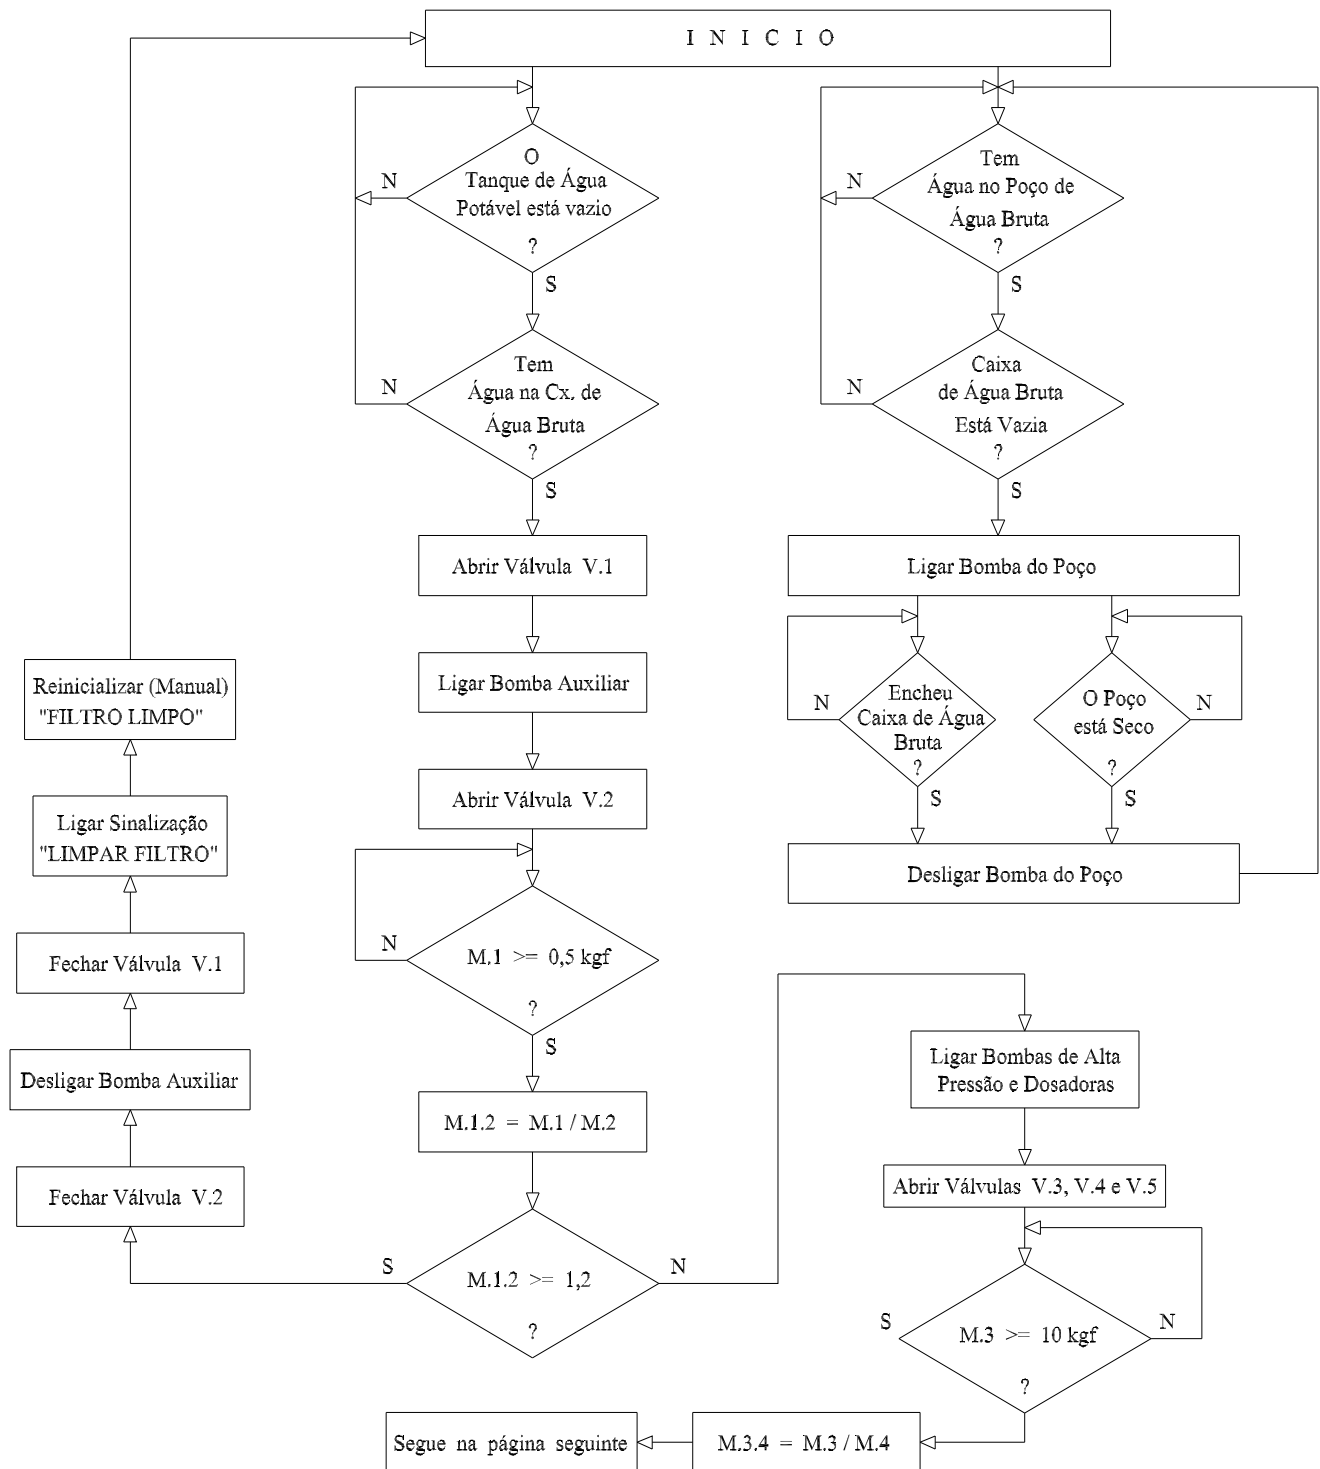 I N I C I O
O
Tanque de Água
Potável está vazio
?
N
S
Tem
Água na Cx. de
Água Bruta
?
N
S
Abrir Válvula V.1
Ligar Bomba Auxiliar
Abrir Válvula V.2
M.1 >= 0,5 kgf
?
N
S
M.1.2 = M.1 / M.2
M.1.2 >= 1,2
?
S
N
Fechar Válvula V.2
Desligar Bomba Auxiliar
Fechar Válvula V.1
Ligar Sinalização
"LIMPAR FILTRO"
Reinicializar (Manual)
"FILTRO LIMPO"
Tem
Água no Poço de
Água Bruta
?
N
S
Caixa
de Água Bruta
Está Vazia
?
N
S
Ligar Bomba do Poço
Encheu
Caixa de Água
Bruta
?
N
S
O Poço
está Seco
?
N
S
Desligar Bomba do Poço
Ligar Bombas de Alta
Pressão e Dosadoras
Abrir Válvulas V.3, V.4 e V.5
M.3 >= 10 kgf
?
S
N
M.3.4 = M.3 / M.4
Segue na página seguinte